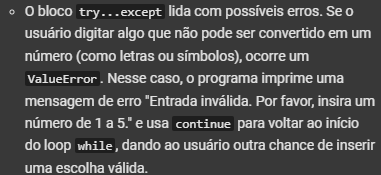 O bloco try...except lida com possíveis erros. Se o
usuário digitar algo que não pode ser convertido em um
número (como letras ou símbolos), ocorre um
ValueError. Nesse caso, o programa imprime uma
mensagem de erro "Entrada inválida. Por favor, insira um
número de 1 a 5." e usa continue para voltar ao início
do loop while, dando ao usuário outra chance de inserir
uma escolha válida.